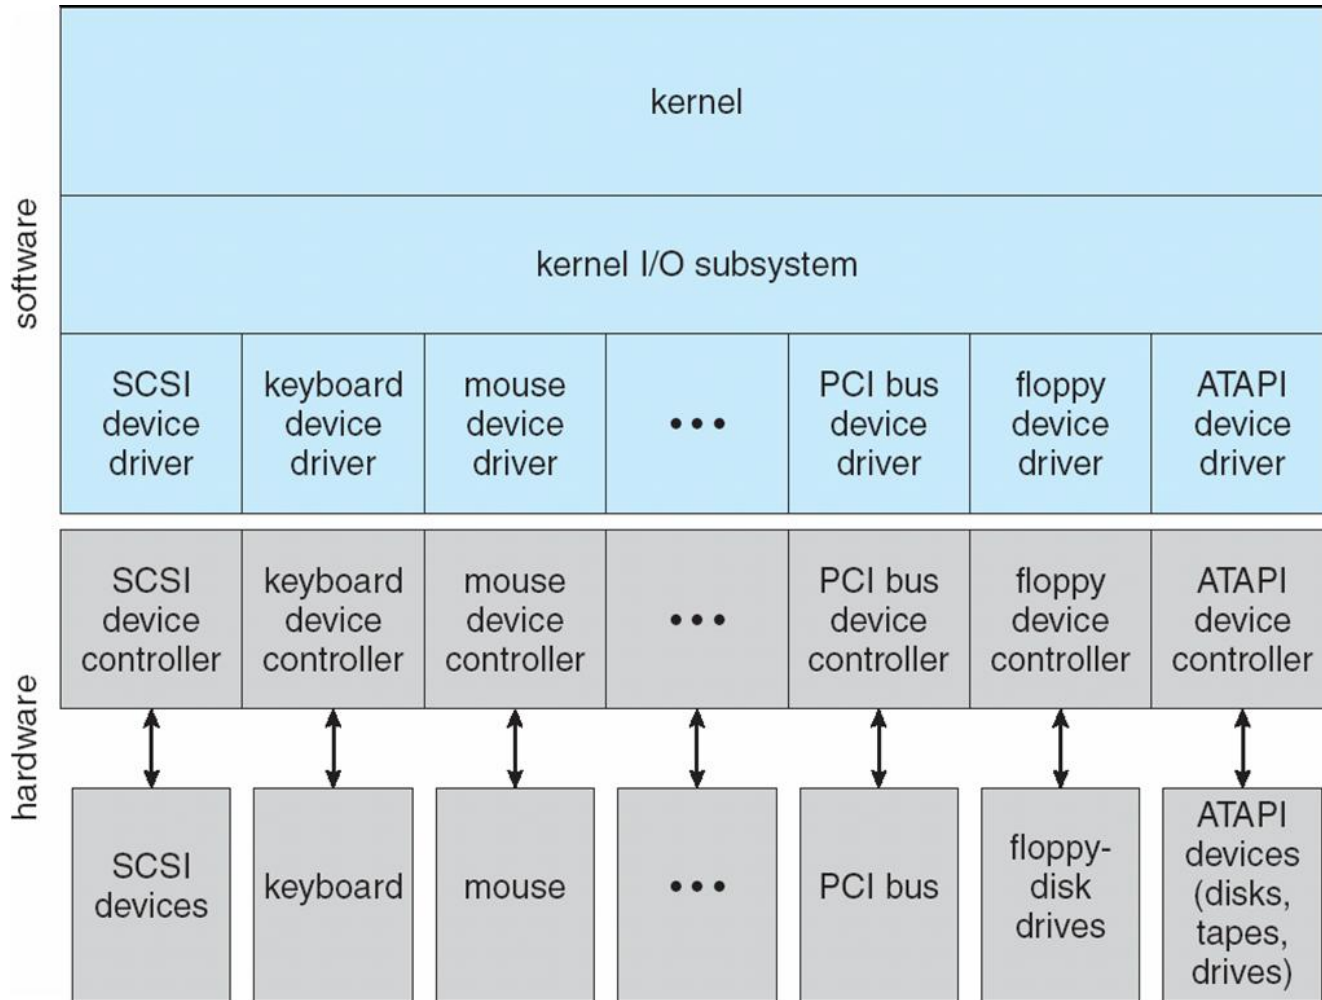 software
kernel
kernel I/O subsystem
SCSI
device
driver
keyboard
device
driver
mouse
device
driver
•••
PCI bus
device
driver
floppy
device
driver
ATAPI
device
driver
hardware
SCSI
device
controller
keyboard
device
controller
mouse
device
controller
•••
PCI bus
device
controller
floppy
device
controller
ATAPI
device
controller
SCSI
devices
keyboard
mouse
•••
PCI bus
floppy-
disk
drives
ATAPI
devices
(disks,
tapes,
drives)